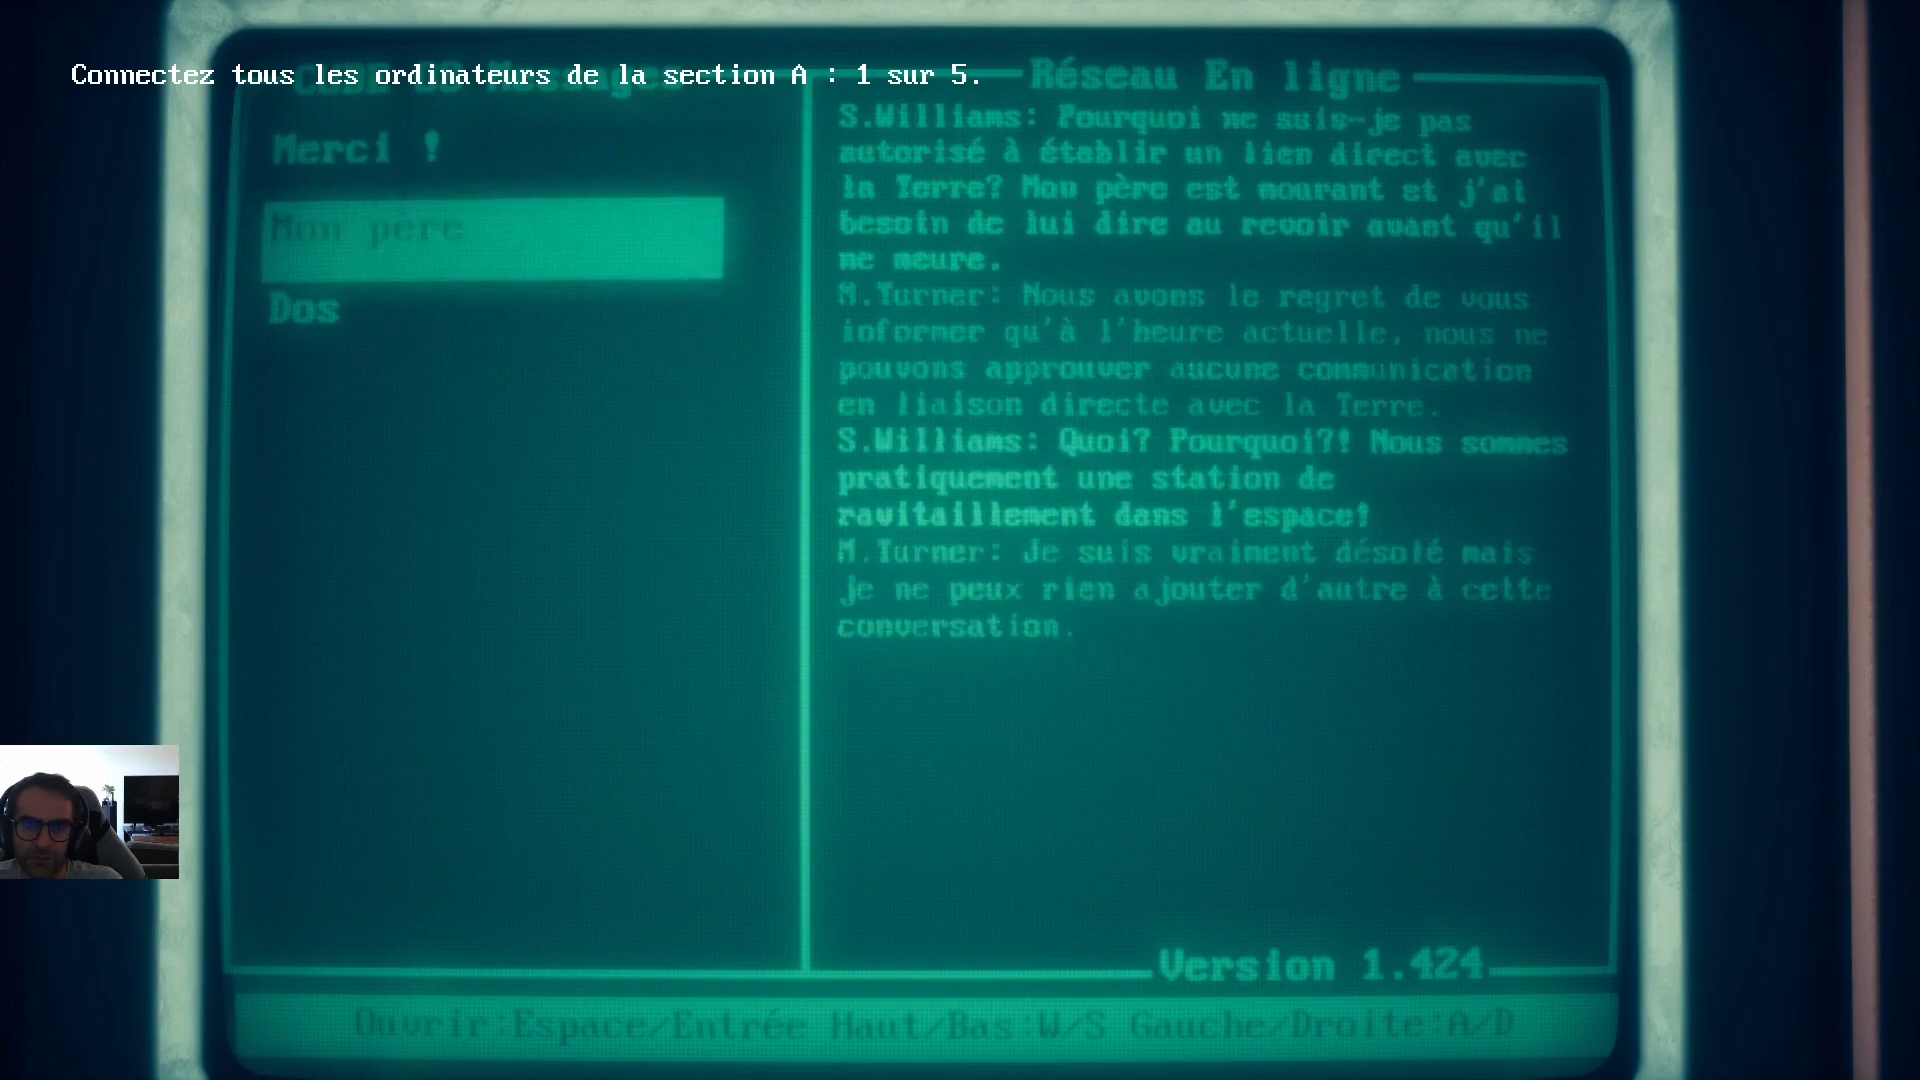 Connectez tous les ordinateurs de la section A : 1 sur 5.
Réseau En ligne
Merci !
Mon père
Dos
S.Williams: Pourquoi ne suis-je pas
autorisé à établir un lien direct avec
la Terre? Mon père est mourant et j'ai
besoin de lui dire au revoir avant qu'il
ne meure.
M.Turner: Nous avons le regret de vous
informer qu'à l'heure actuelle, nous ne
pouvons approuver aucune communication
en liaison directe avec la Terre.
S.Williams: Quoi? Pourquoi?! Nous sommes
pratiquement une station de
ravitaillement dans l'espace!
M.Turner: Je suis vraiment désolé mais
je ne peux rien ajouter d'autre à cette
conversation.
Version 1.424
Ouvrir:Espace/Entrée Haut/Bas:W/S Gauche/Droite:A/D